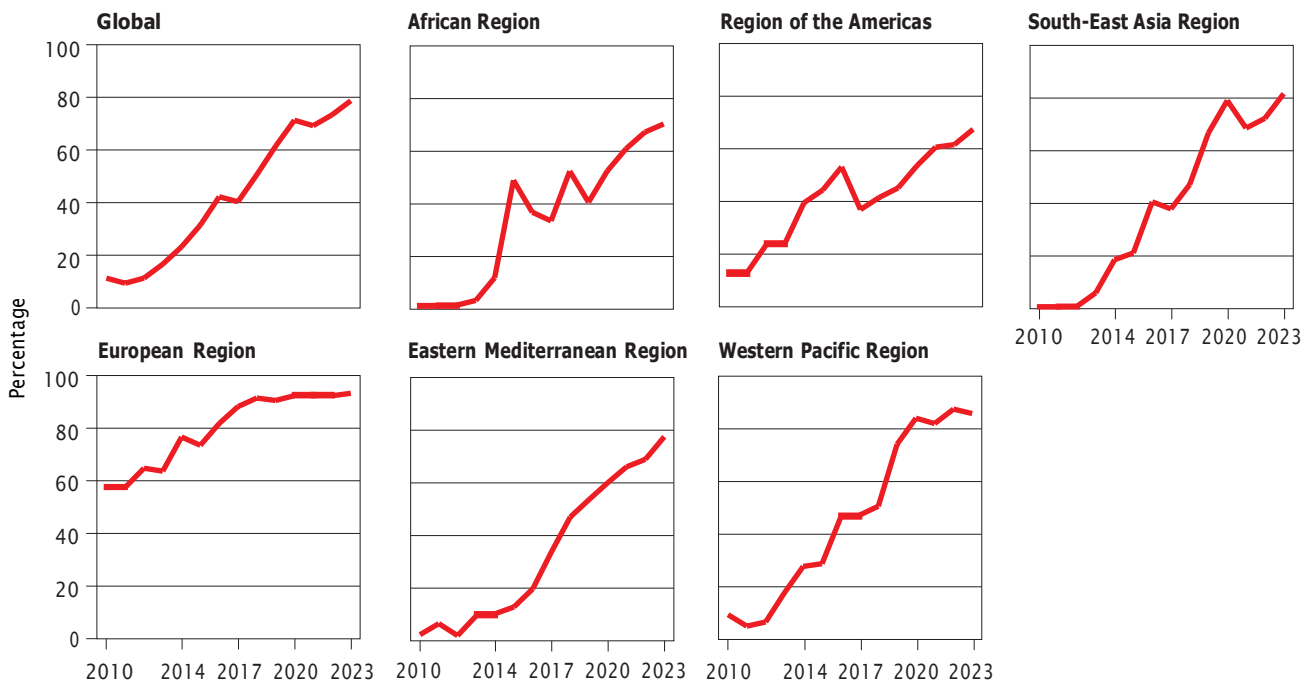 Global
African Region
Region of the Americas
South-East Asia Region
100
80
60
40
20
0
2010 2014 2017 2020 2023
Percentage
European Region
Eastern Mediterranean Region
Western Pacific Region
100
80
60
40
20
0
2010 2014 2017 2020 2023
2010 2014 2017 2020 2023
2010 2014 2017 2020 2023